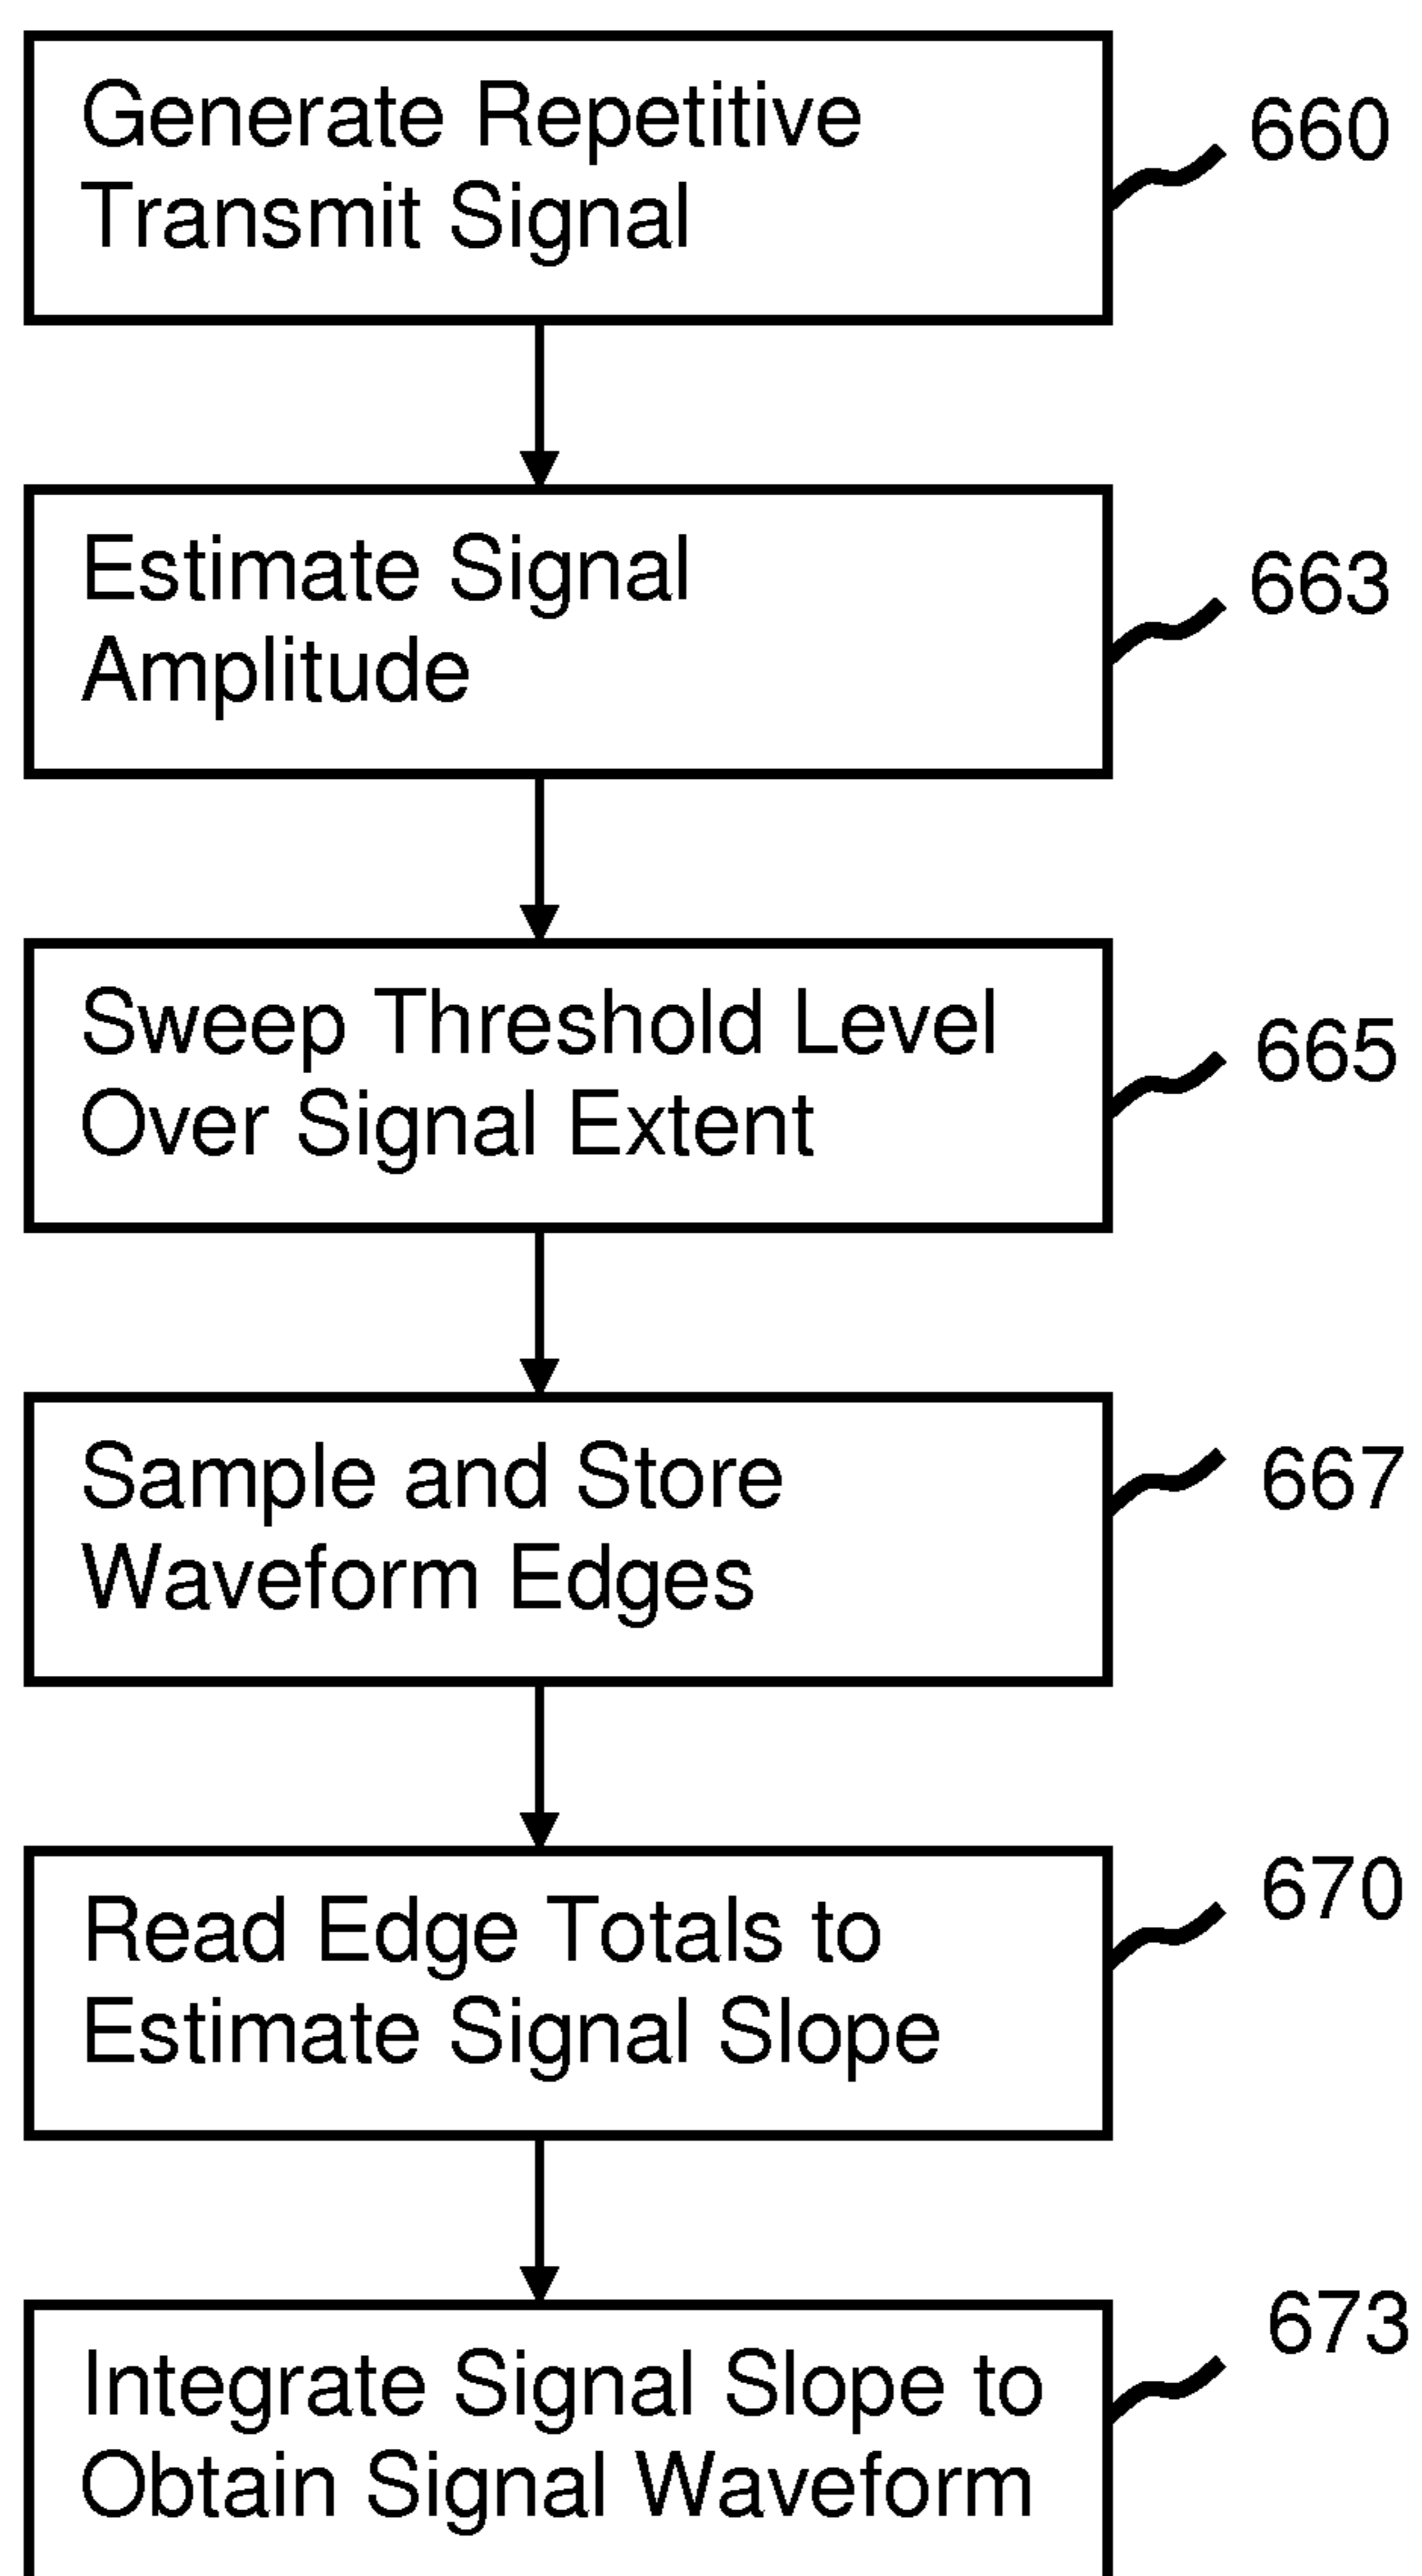 Generate Repetitive
Transmit Signal
660
Estimate Signal
Amplitude
663
Sweep Threshold Level
Over Signal Extent
665
Sample and Store
Waveform Edges
667
Read Edge Totals to
Estimate Signal Slope
670
Integrate Signal Slope to
Obtain Signal Waveform
673